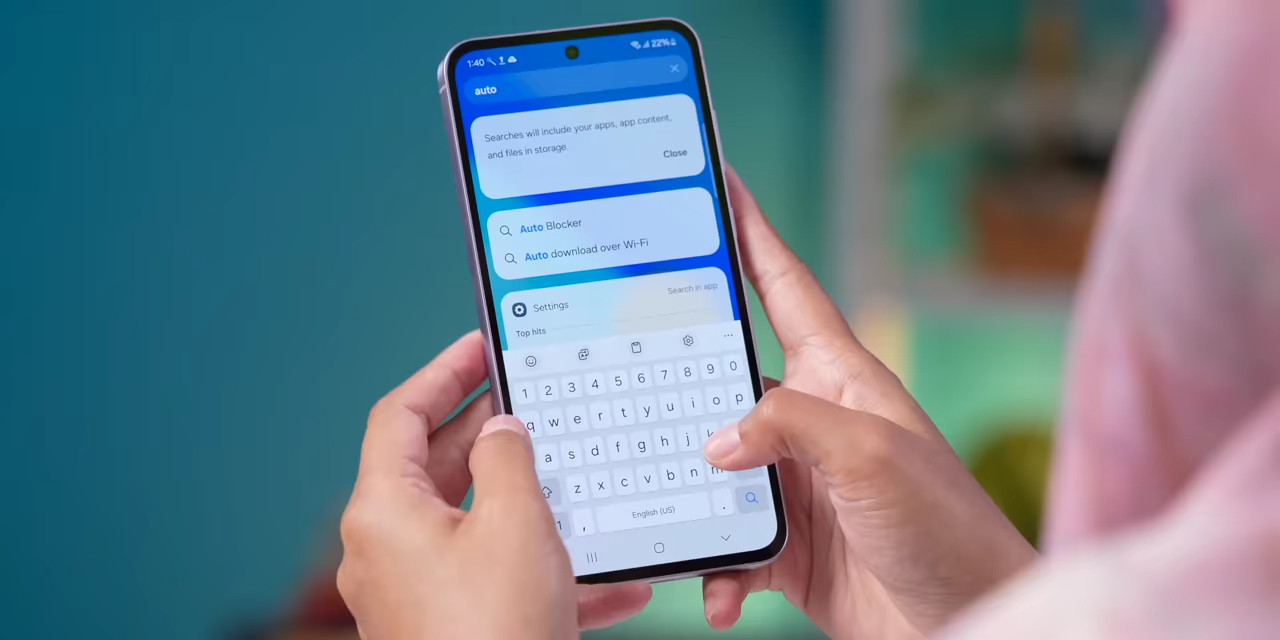 1:40 22%
auto
Searches will include your apps, app content,
and files in storage.
Close
Auto Blocker
Auto download over Wi-Fi
Settings Search in app
Top hits
1 2 3 4 5 6 7 8 9 0
q w e r t y u i o p
a s d f g h j
z x c v b n m
1 , English (US) .